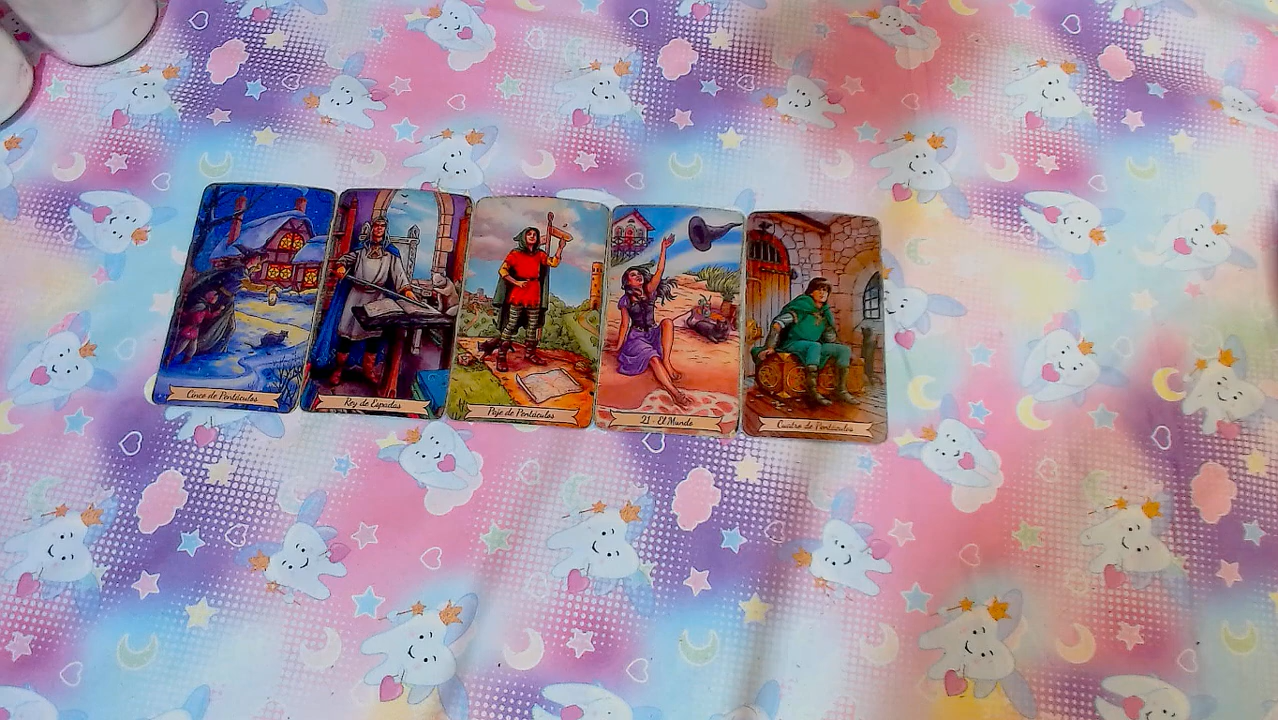 Cinco de Pentáculos
Rey de Espadas
Paje de Pentáculos
21 - El Mundo
Cuatro de Pentáculos